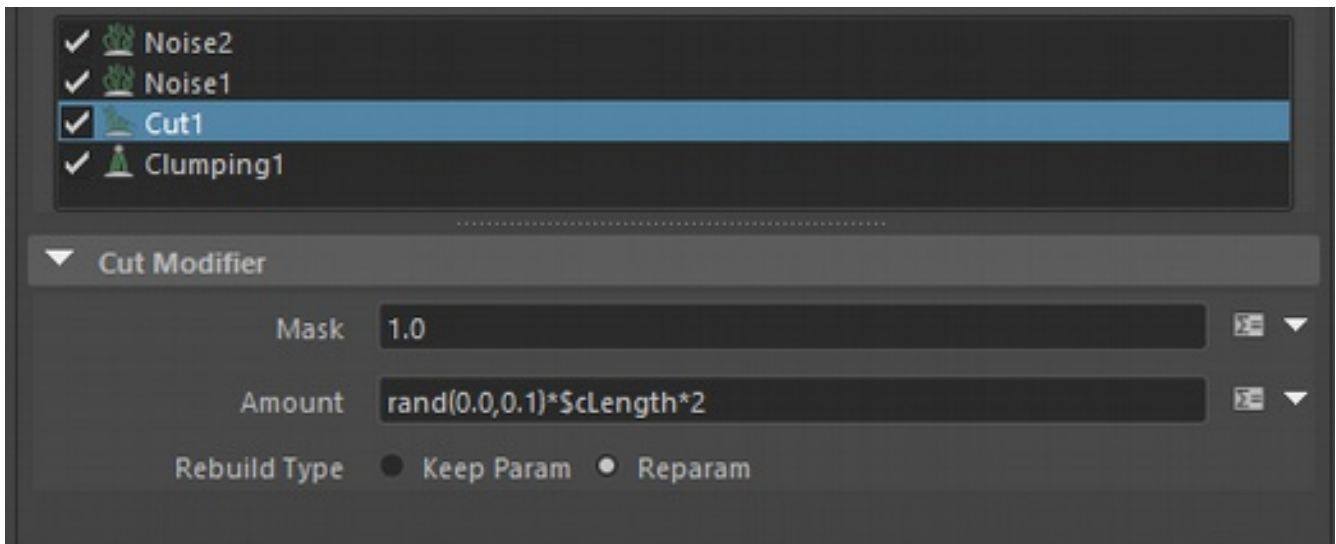 Noise2
Noise1
Cut1
Clumping1
Cut Modifier
Mask 1.0
Amount rand(0.0,0.1)*$cLength*2
Rebuild Type Keep Param Reparam